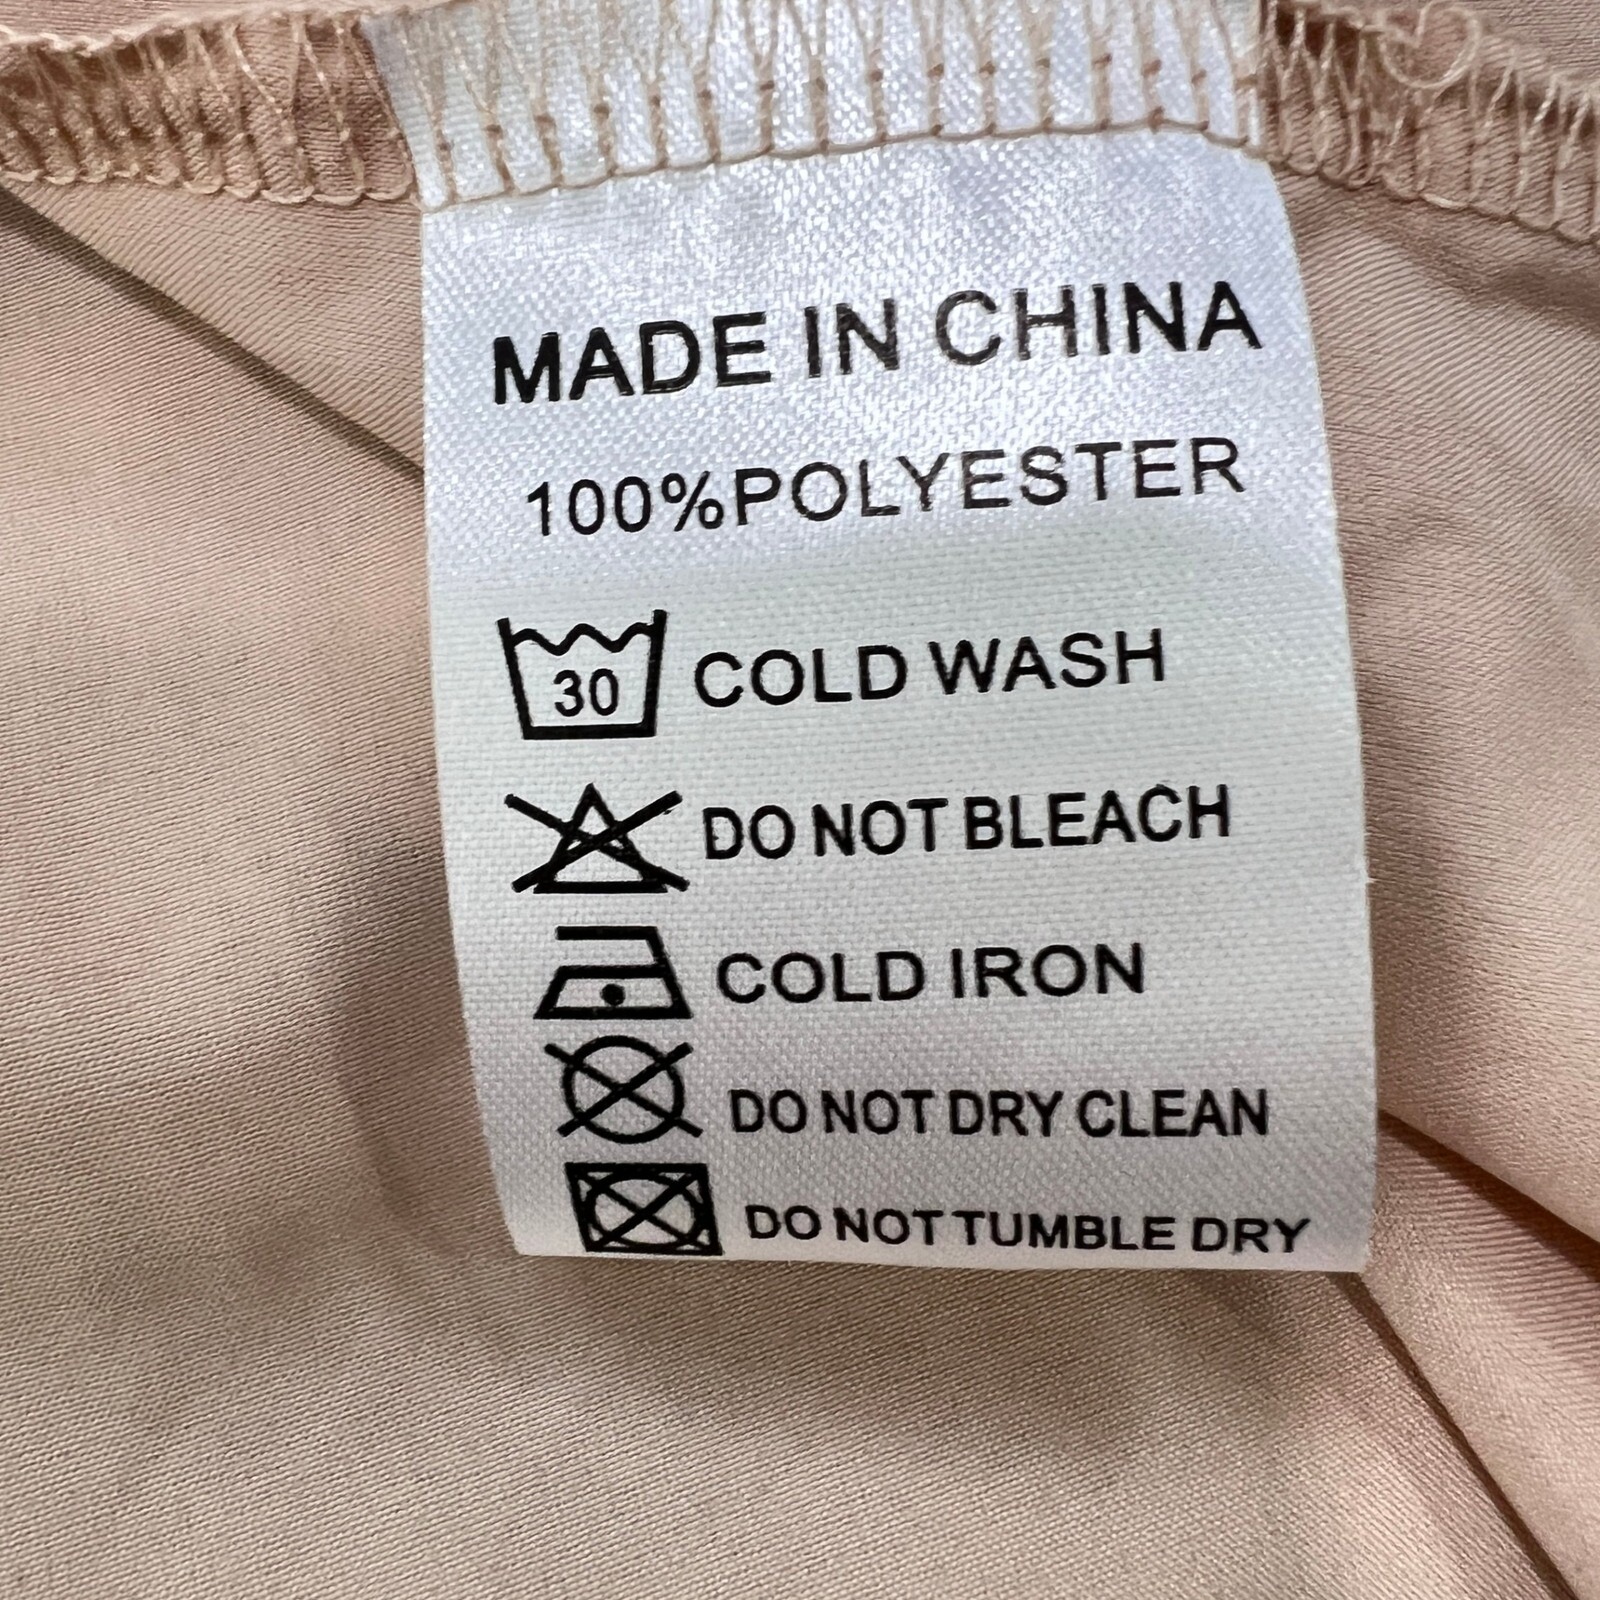 MADE IN CHINA
100%POLYESTER
30 COLD WASH
DO NOT BLEACH
COLD IRON
DO NOT DRY CLEAN
DO NOT TUMBLE DRY